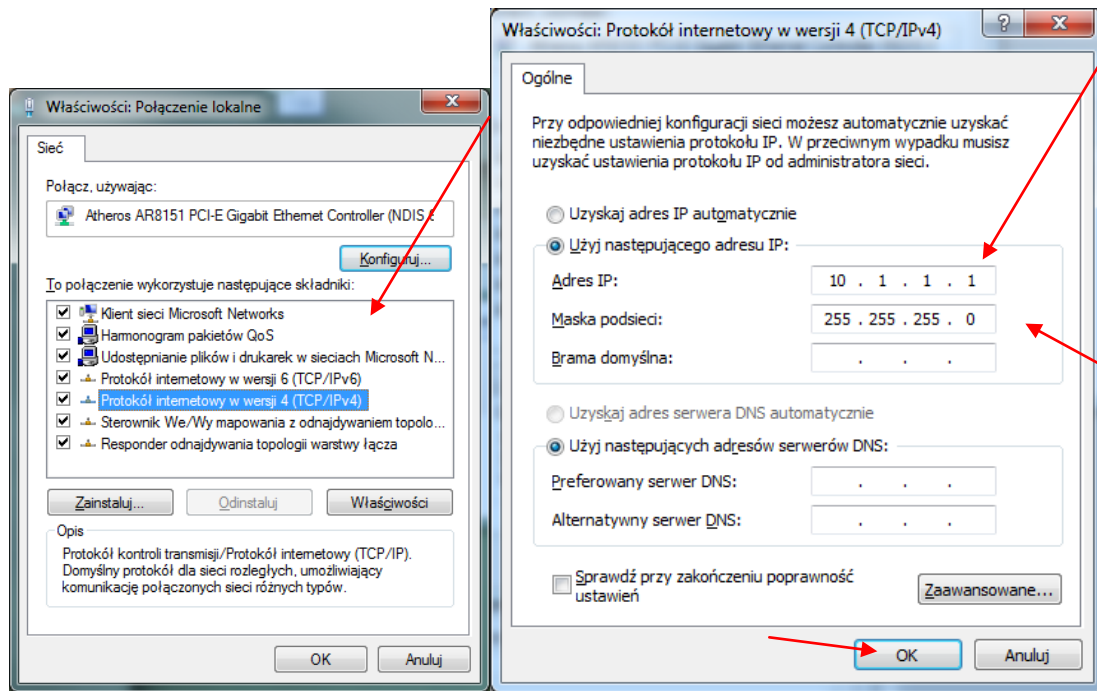 Właściwości: Połączenie lokalne
Sieć
Połącz, używając:
Atheros AR8151 PCI-E Gigabit Ethernet Controller (NDIS
Konfiguruj...
To połączenie wykorzystuje następujące składniki:
Klient sieci Microsoft Networks
Harmonogram pakietów QoS
Udostępnianie plików i drukarek w sieciach Microsoft N...
Protokół internetowy w wersji 6 (TCP/IPv6)
Protokół internetowy w wersji 4 (TCP/IPv4)
Sterownik We/Wy mapowania z odnajdywaniem topolo...
Responder odnajdywania topologii warstwy łącza
Zainstaluj... Odinstaluj Właściwości
Opis
Protokół kontroli transmisji/Protokół internetowy (TCP/IP).
Domyślny protokół dla sieci rozległych, umożliwiający
komunikację połączonych sieci różnych typów.
OK Anuluj
Właściwości: Protokół internetowy w wersji 4 (TCP/IPv4)
Ogólne
Przy odpowiedniej konfiguracji sieci możesz automatycznie uzyskać
niezbędne ustawienia protokołu IP. W przeciwnym wypadku musisz
uzyskać ustawienia protokołu IP od administratora sieci.
Uzyskaj adres IP automatycznie
Użyj następującego adresu IP:
Adres IP: 10 . 1 . 1 . 1
Maska podsieci: 255 . 255 . 255 . 0
Brama domyślna: . . .
Uzyskaj adres serwera DNS automatycznie
Użyj następujących adresów serwerów DNS:
Preferowany serwer DNS: . . .
Alternatywny serwer DNS: . . .
Sprawdź przy zakończeniu poprawność
ustawień
Zaawansowane...
OK Anuluj